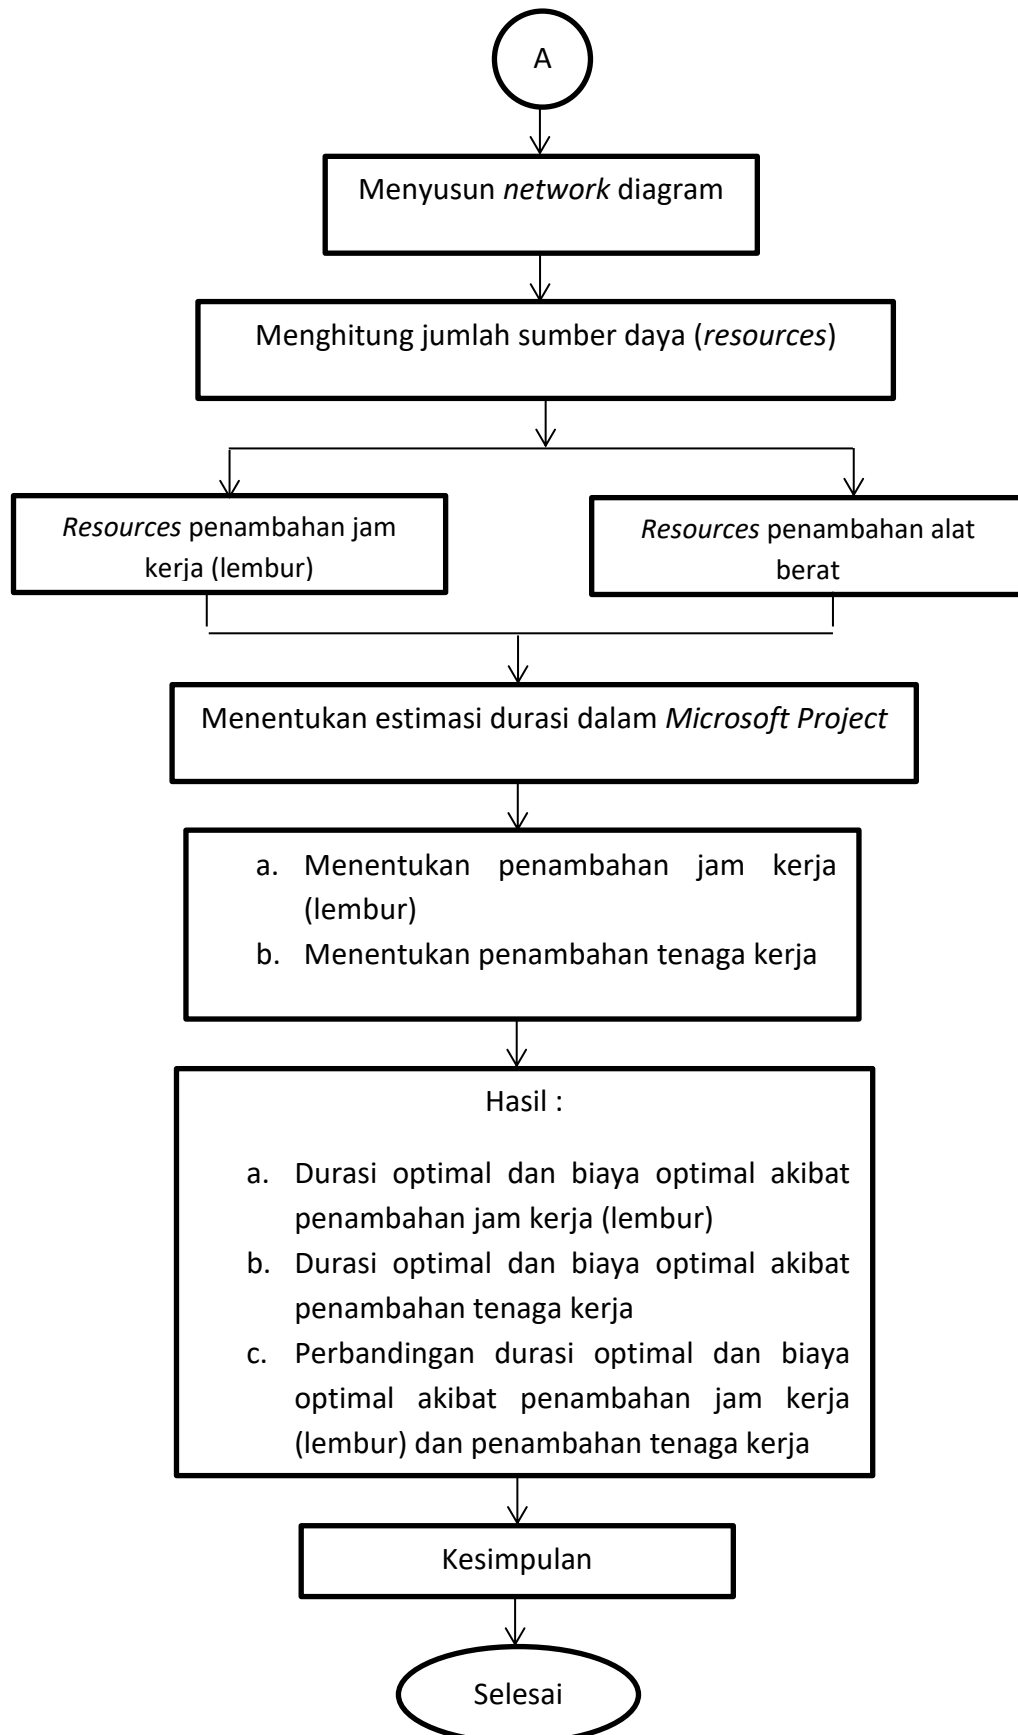 A
Menyusun network diagram
Menghitung jumlah sumber daya (resources)
Resources penambahan jam
kerja (lembur)
Resources penambahan alat
berat
Menentukan estimasi durasi dalam Microsoft Project
a. Menentukan penambahan jam kerja
(lembur)
b. Menentukan penambahan tenaga kerja
Hasil :
a. Durasi optimal dan biaya optimal akibat
penambahan jam kerja (lembur)
b. Durasi optimal dan biaya optimal akibat
penambahan tenaga kerja
c. Perbandingan durasi optimal dan biaya
optimal akibat penambahan jam kerja
(lembur) dan penambahan tenaga kerja
Kesimpulan
Selesai